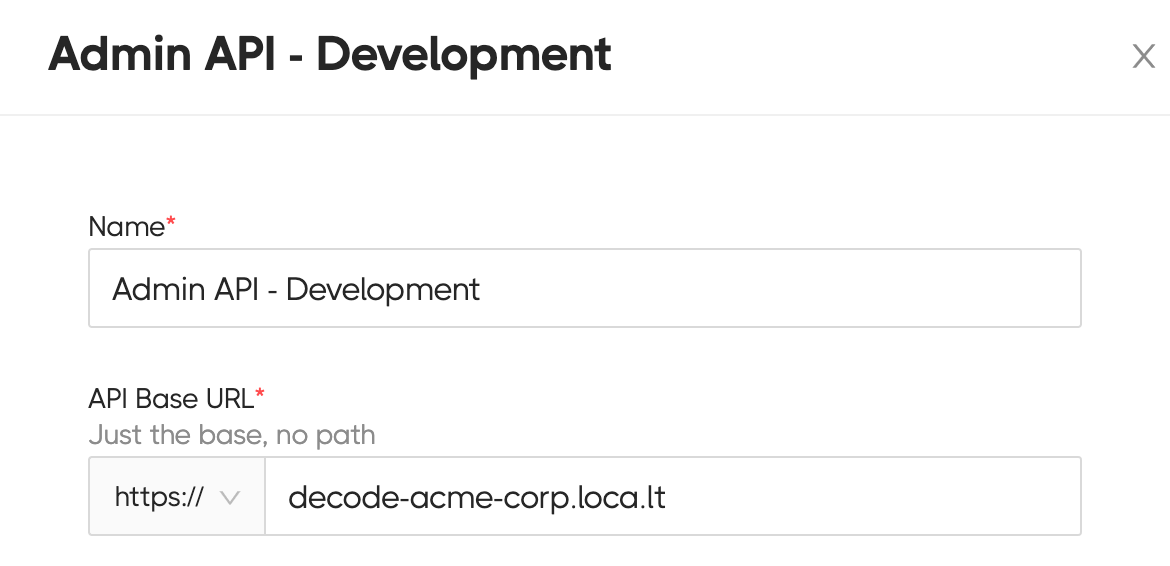 Admin API - Development
Name*
Admin API - Development
API Base URL*
Just the base, no path
https:// decode-acme-corp.loca.lt